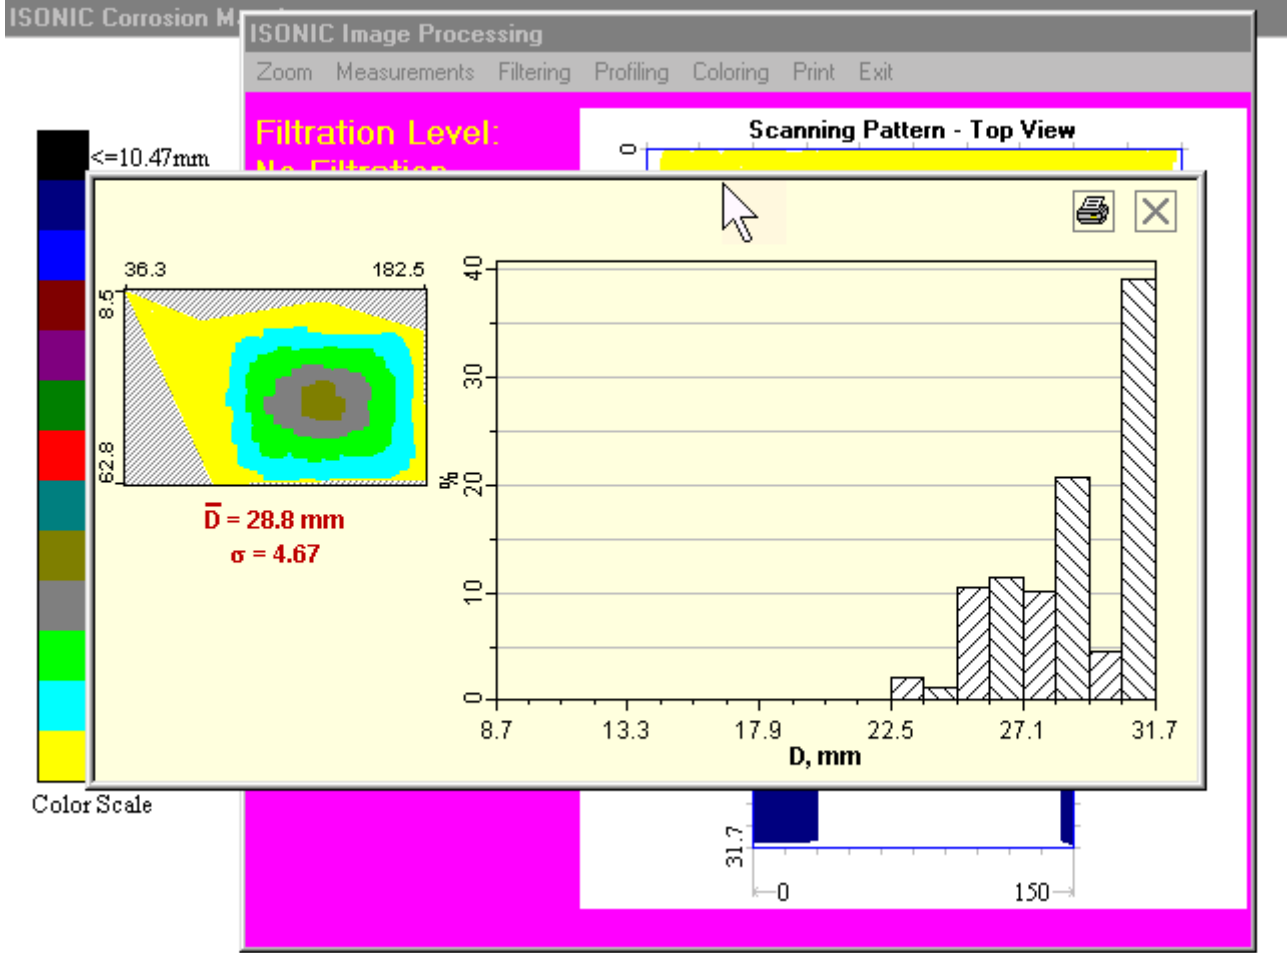 ISONIC Corrosion M
ISONIC Image Processing
Zoom Measurements Filtering Profiling Coloring Print Exit
Filtration Level:
No Filtration
Scanning Pattern - Top View
0
<=10.47mm
36.3 182.5
8.5
62.8
D = 28.8 mm
σ = 4.67
40
30
20
10
0
%
8.7 13.3 17.9 22.5 27.1 31.7
D, mm
Color Scale
31.7
0 150